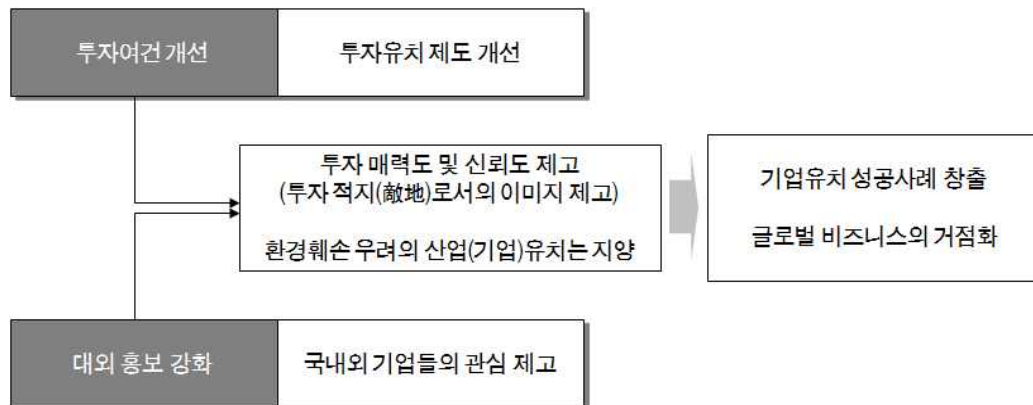 투자여건 개선
투자유치 제도 개선
투자 매력도 및 신뢰도 제고
(투자 적지(敵地)로서의 이미지 제고)
환경훼손 우려의 산업(기업)유치는 지양
기업유치 성공사례 창출
글로벌 비즈니스의 거점화
대외 홍보 강화
국내외 기업들의 관심 제고